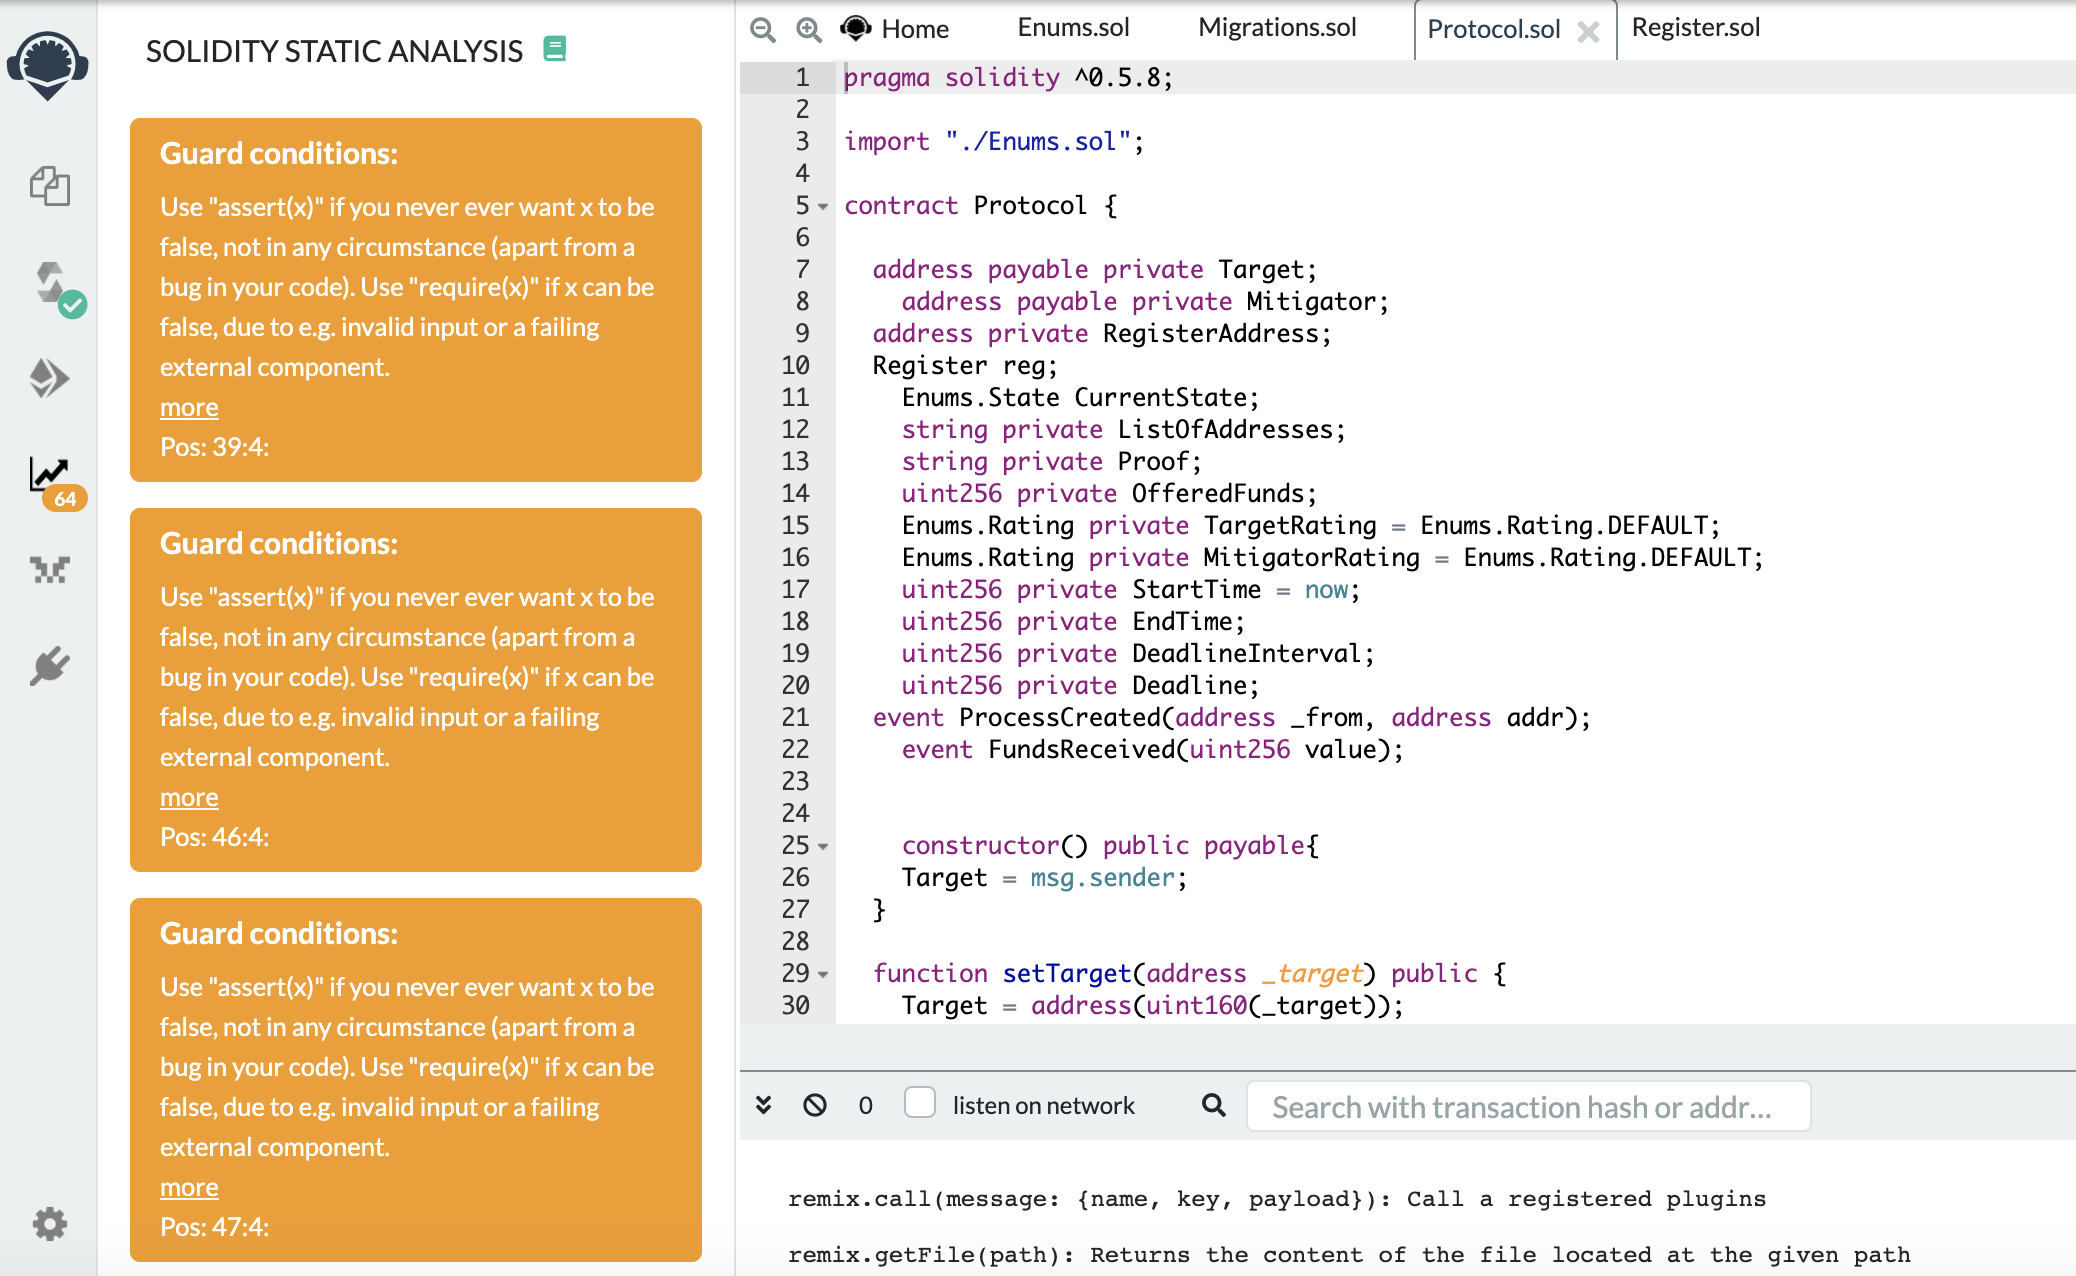 SOLIDITY STATIC ANALYSIS
Guard conditions:
Use "assert(x)" if you never ever want x to be
false, not in any circumstance (apart from a
bug in your code). Use "require(x)" if x can be
false, due to e.g. invalid input or a failing
external component.
more
Pos: 39:4:
Guard conditions:
Use "assert(x)" if you never ever want x to be
false, not in any circumstance (apart from a
bug in your code). Use "require(x)" if x can be
false, due to e.g. invalid input or a failing
external component.
more
Pos: 46:4:
Guard conditions:
Use "assert(x)" if you never ever want x to be
false, not in any circumstance (apart from a
bug in your code). Use "require(x)" if x can be
false, due to e.g. invalid input or a failing
external component.
more
Pos: 47:4:
64
Home Enums.sol Migrations.sol Protocol.sol Register.sol
1 pragma solidity ^0.5.8;
2
3 import "./Enums.sol";
4
5 contract Protocol {
6
7 address payable private Target;
8 address payable private Mitigator;
9 address private RegisterAddress;
10 Register reg;
11 Enums.State CurrentState;
12 string private ListOfAddresses;
13 string private Proof;
14 uint256 private OfferedFunds;
15 Enums.Rating private TargetRating = Enums.Rating.DEFAULT;
16 Enums.Rating private MitigatorRating = Enums.Rating.DEFAULT;
17 uint256 private StartTime = now;
18 uint256 private EndTime;
19 uint256 private DeadlineInterval;
20 uint256 private Deadline;
21 event ProcessCreated(address _from, address addr);
22 event FundsReceived(uint256 value);
23
24
25 constructor() public payable{
26 Target = msg.sender;
27 }
28
29 function setTarget(address _target) public {
30 Target = address(uint160(_target));
0 listen on network Search with transaction hash or addr...
remix.call(message: {name, key, payload}): Call a registered plugins
remix.getFile(path): Returns the content of the file located at the given path